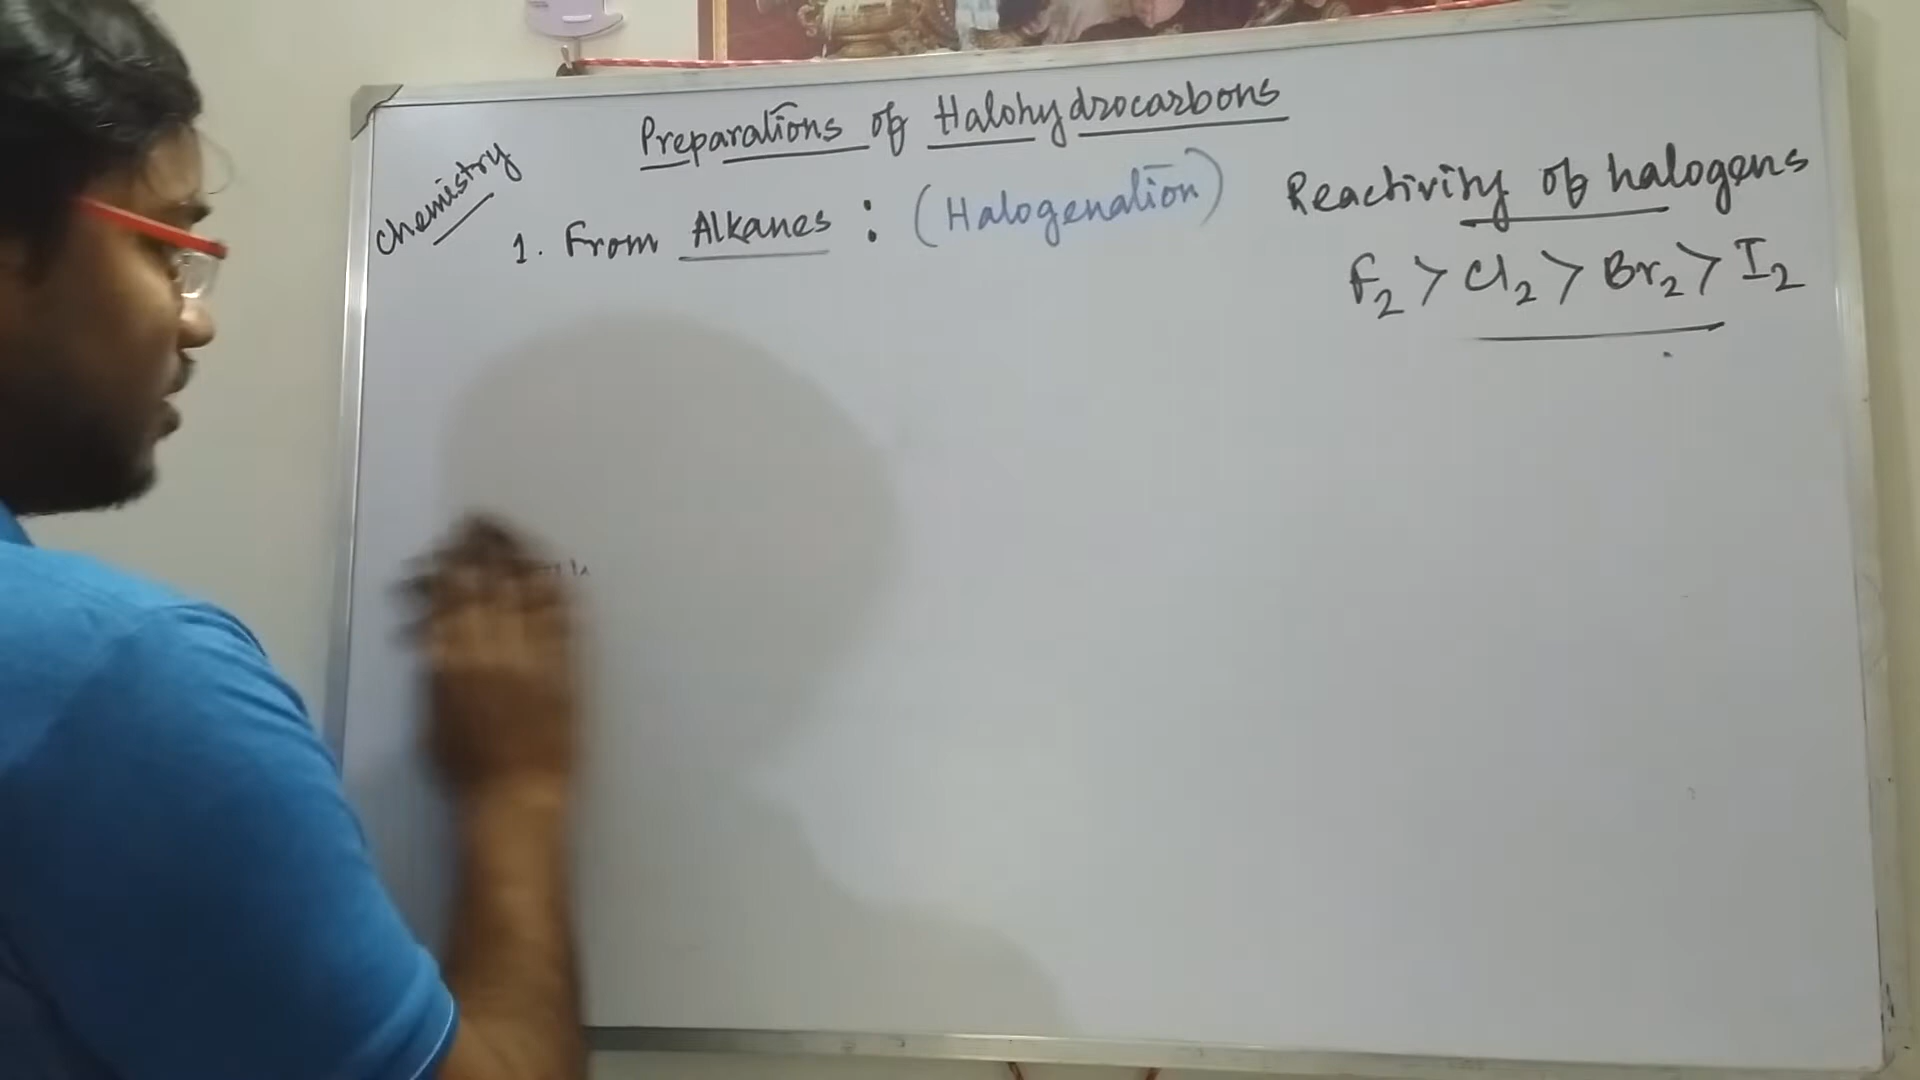 Preparations of Halohydrocarbons
Chemistry
1. From Alkanes : (Halogenation)
Reactivity of halogens
F₂ > Cl₂ > Br₂ > I₂